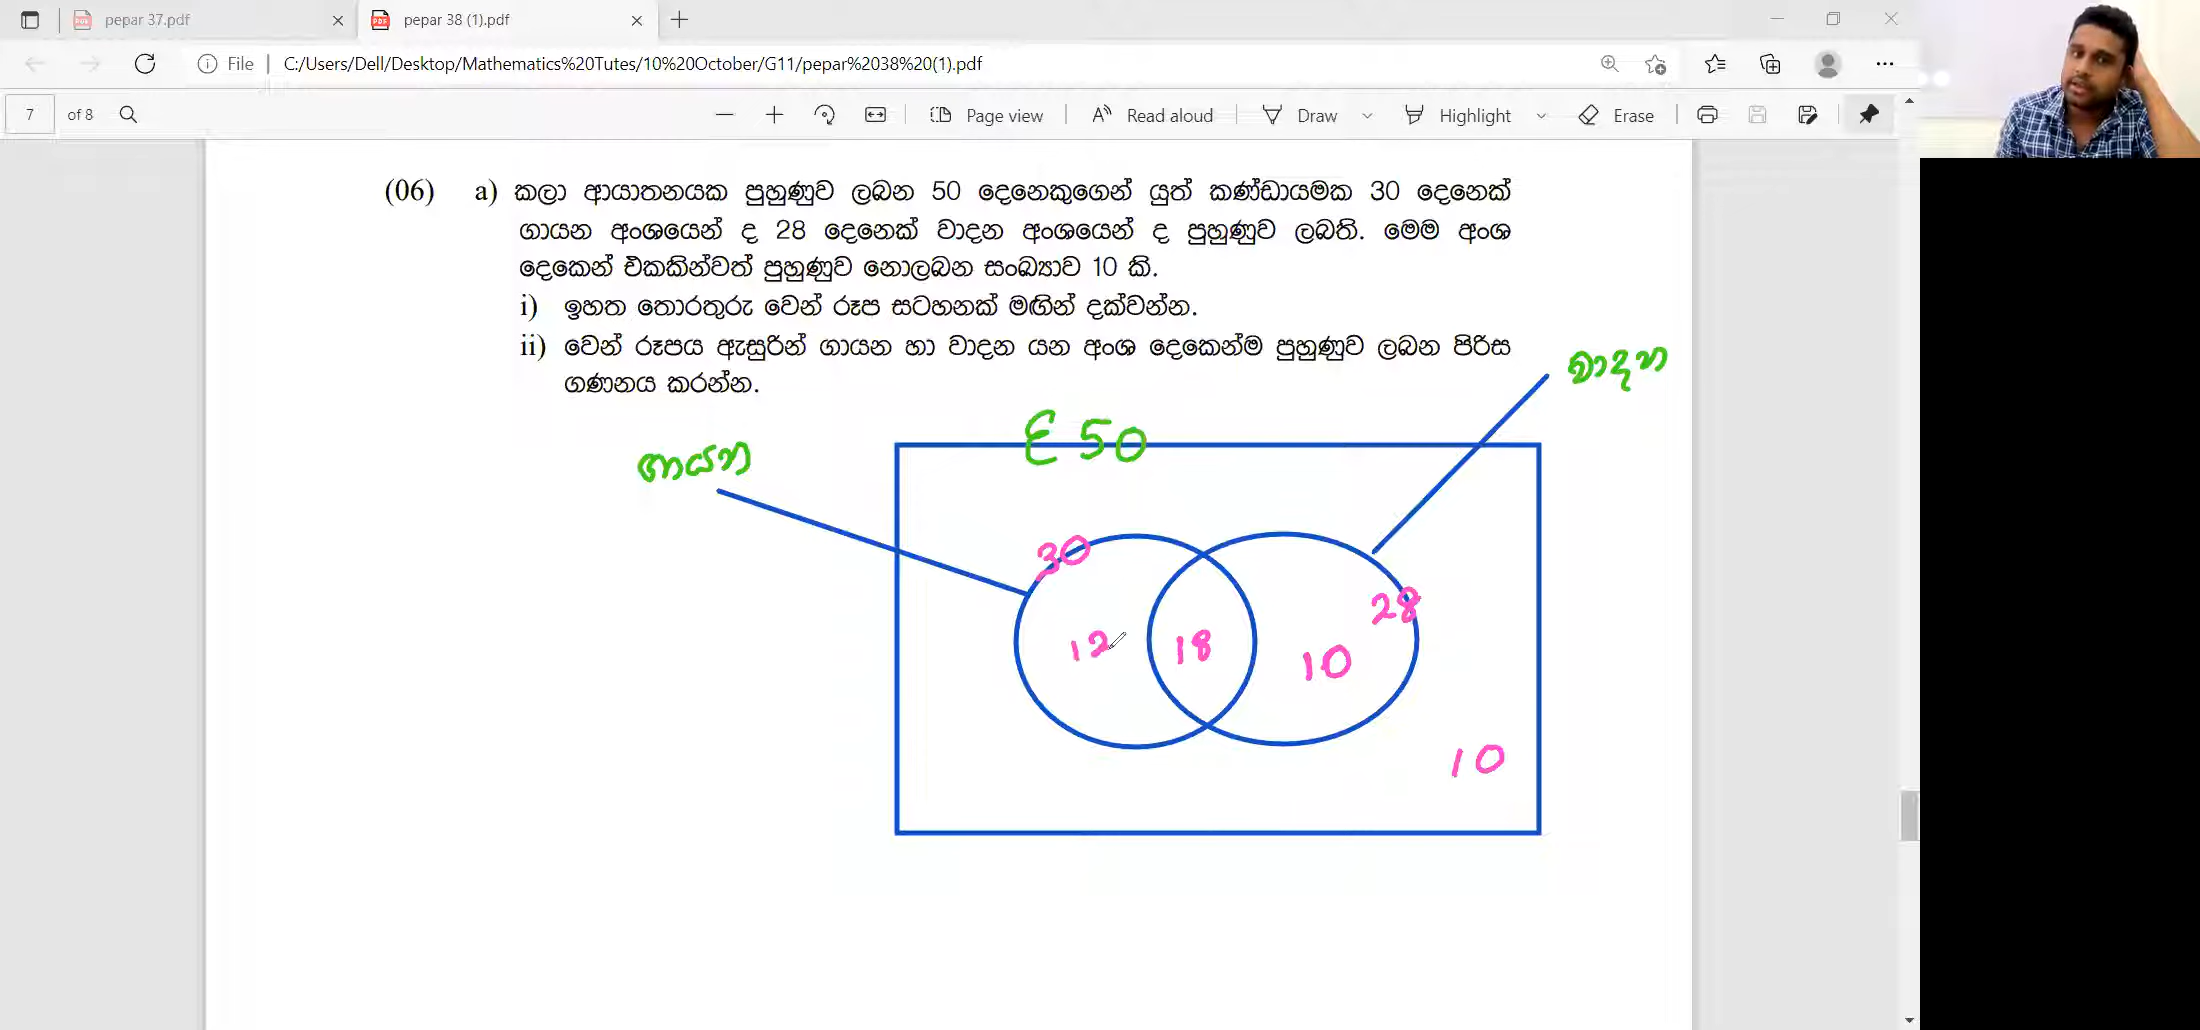 pepar 37.pdf
pepar 38 (1).pdf
File
C:/Users/Dell/Desktop/Mathematics%20Tutes/10%20October/G11/pepar%2038%20(1).pdf
7 of 8
Page view
Read aloud
Draw
Highlight
Erase
(06) a) කලා ආයාතනයක පුහුණුව ලබන 50 දෙනෙකුගෙන් යුත් කණ්ඩායමක 30 දෙනෙක්
ගායන අංශයෙන් ද 28 දෙනෙක් වාදන අංශයෙන් ද පුහුණුව ලබති. මෙම අංශ
දෙකෙන් එකකින්වත් පුහුණුව නොලබන සංඛ්‍යාව 10 කි.
i) ඉහත තොරතුරු වෙන් රූප සටහනක් මඟින් දක්වන්න.
ii) වෙන් රූපය ඇසුරින් ගායන හා වාදන යන අංශ දෙකෙන්ම පුහුණුව ලබන පිරිස
ගණනය කරන්න.
වාදන
ගායන
ε 50
30
28
12
18
10
10